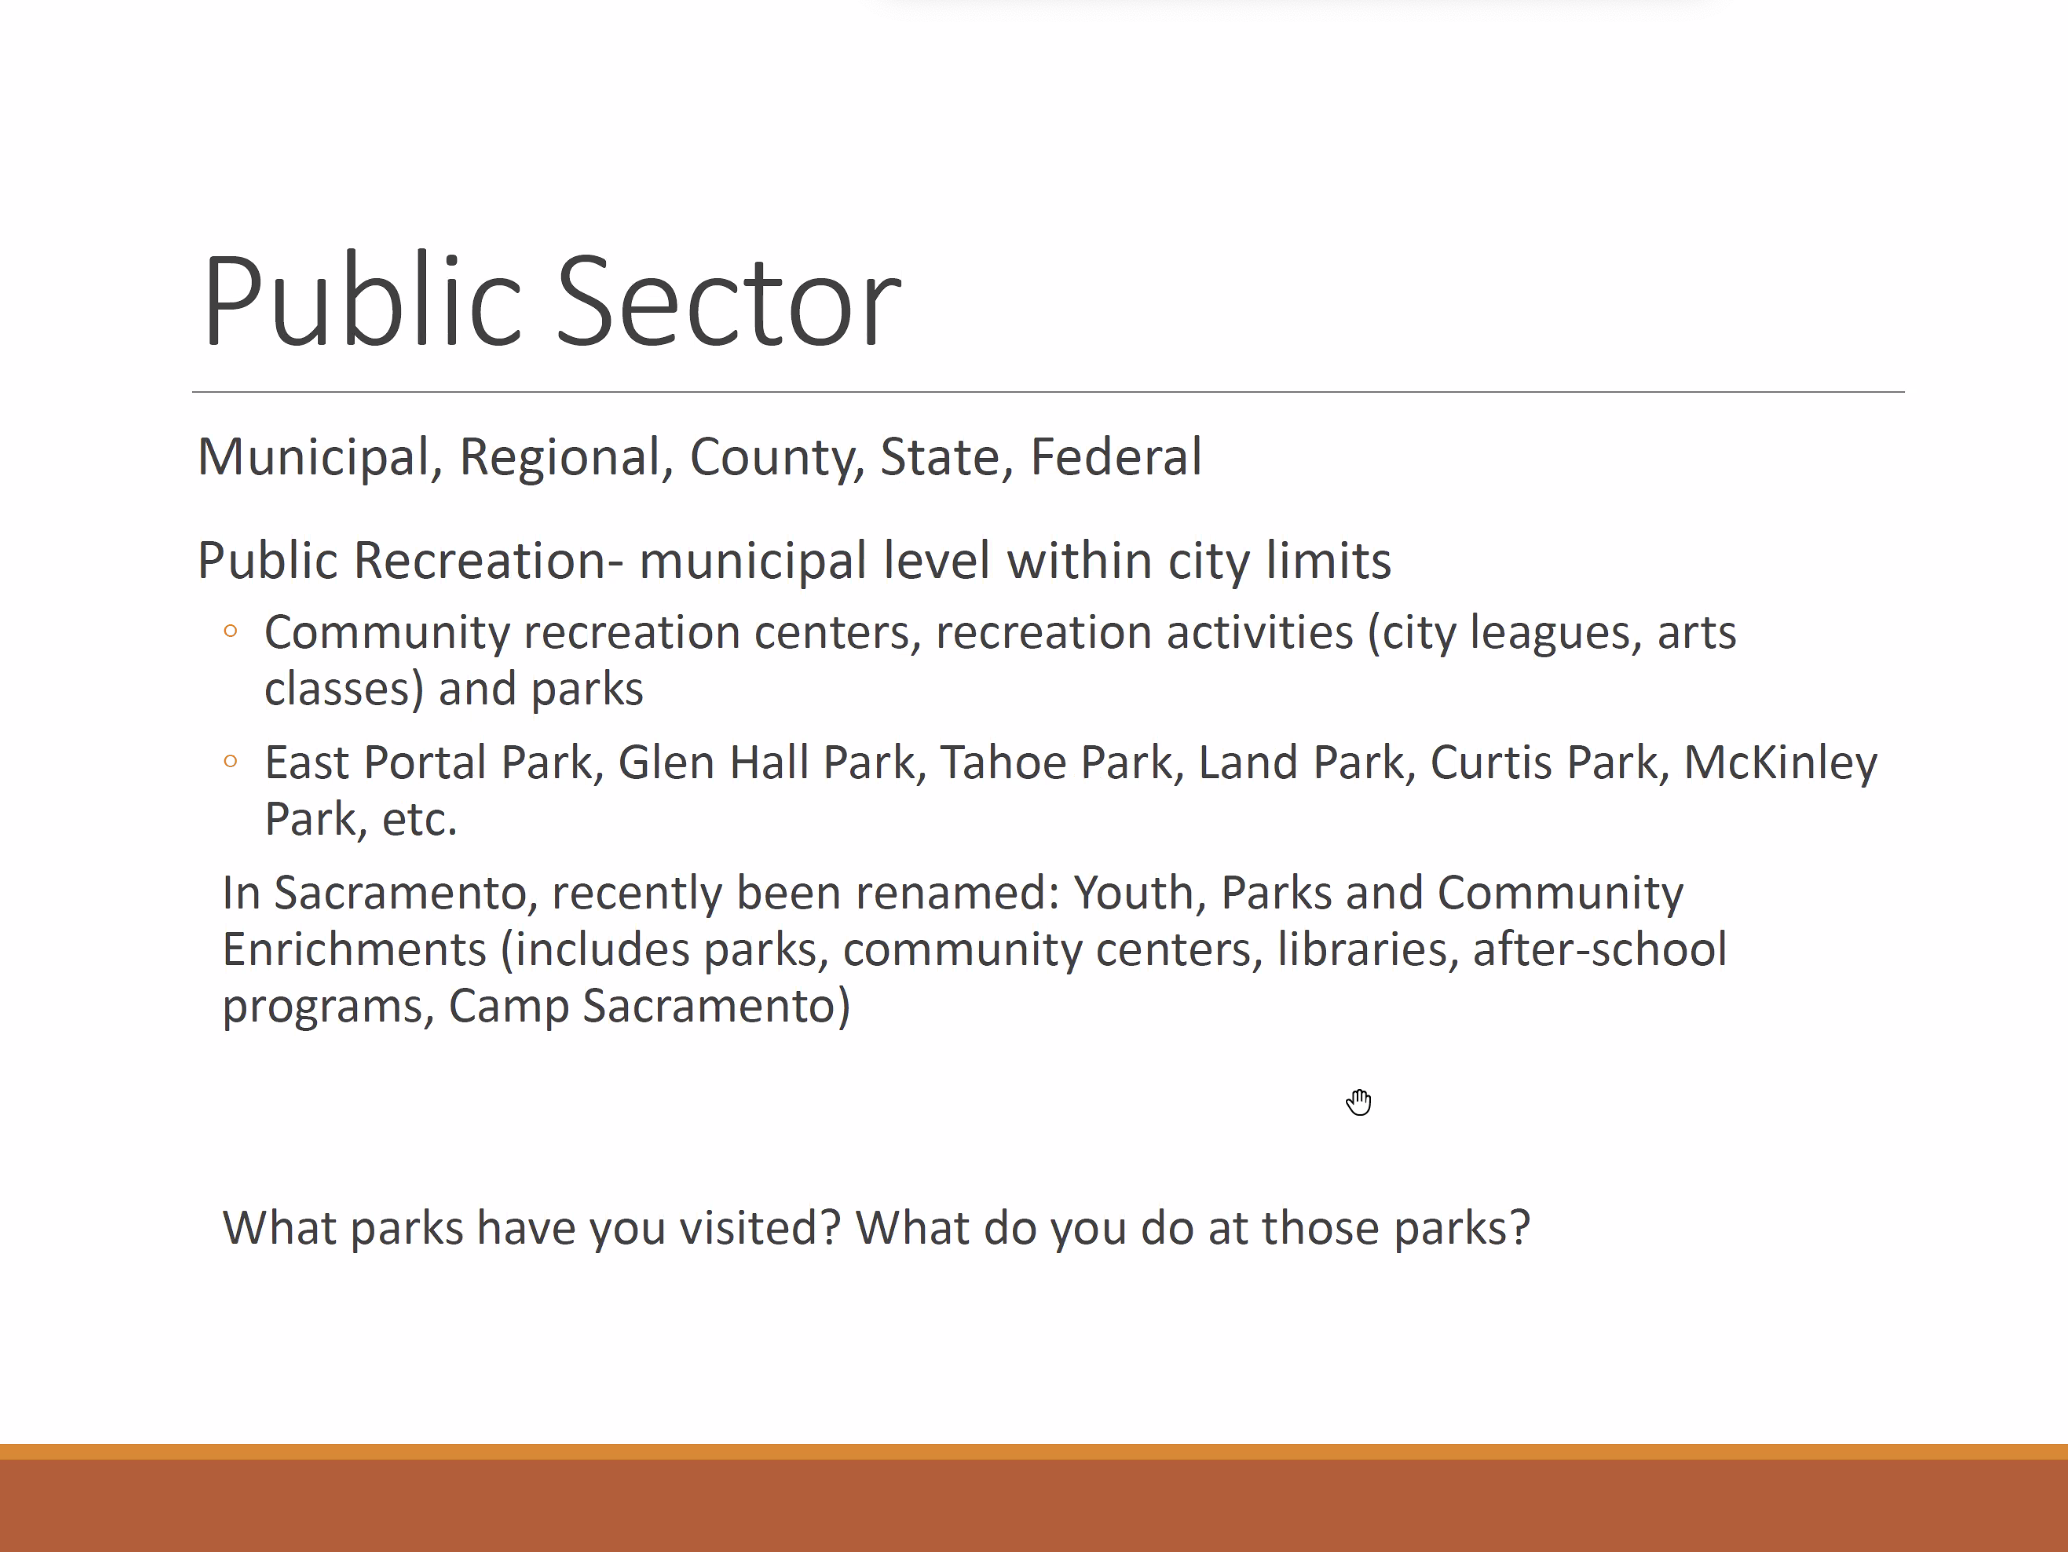 Public Sector
Municipal, Regional, County, State, Federal
Public Recreation- municipal level within city limits
◦ Community recreation centers, recreation activities (city leagues, arts
classes) and parks
◦ East Portal Park, Glen Hall Park, Tahoe Park, Land Park, Curtis Park, McKinley
Park, etc.
In Sacramento, recently been renamed: Youth, Parks and Community
Enrichments (includes parks, community centers, libraries, after-school
programs, Camp Sacramento)
What parks have you visited? What do you do at those parks?